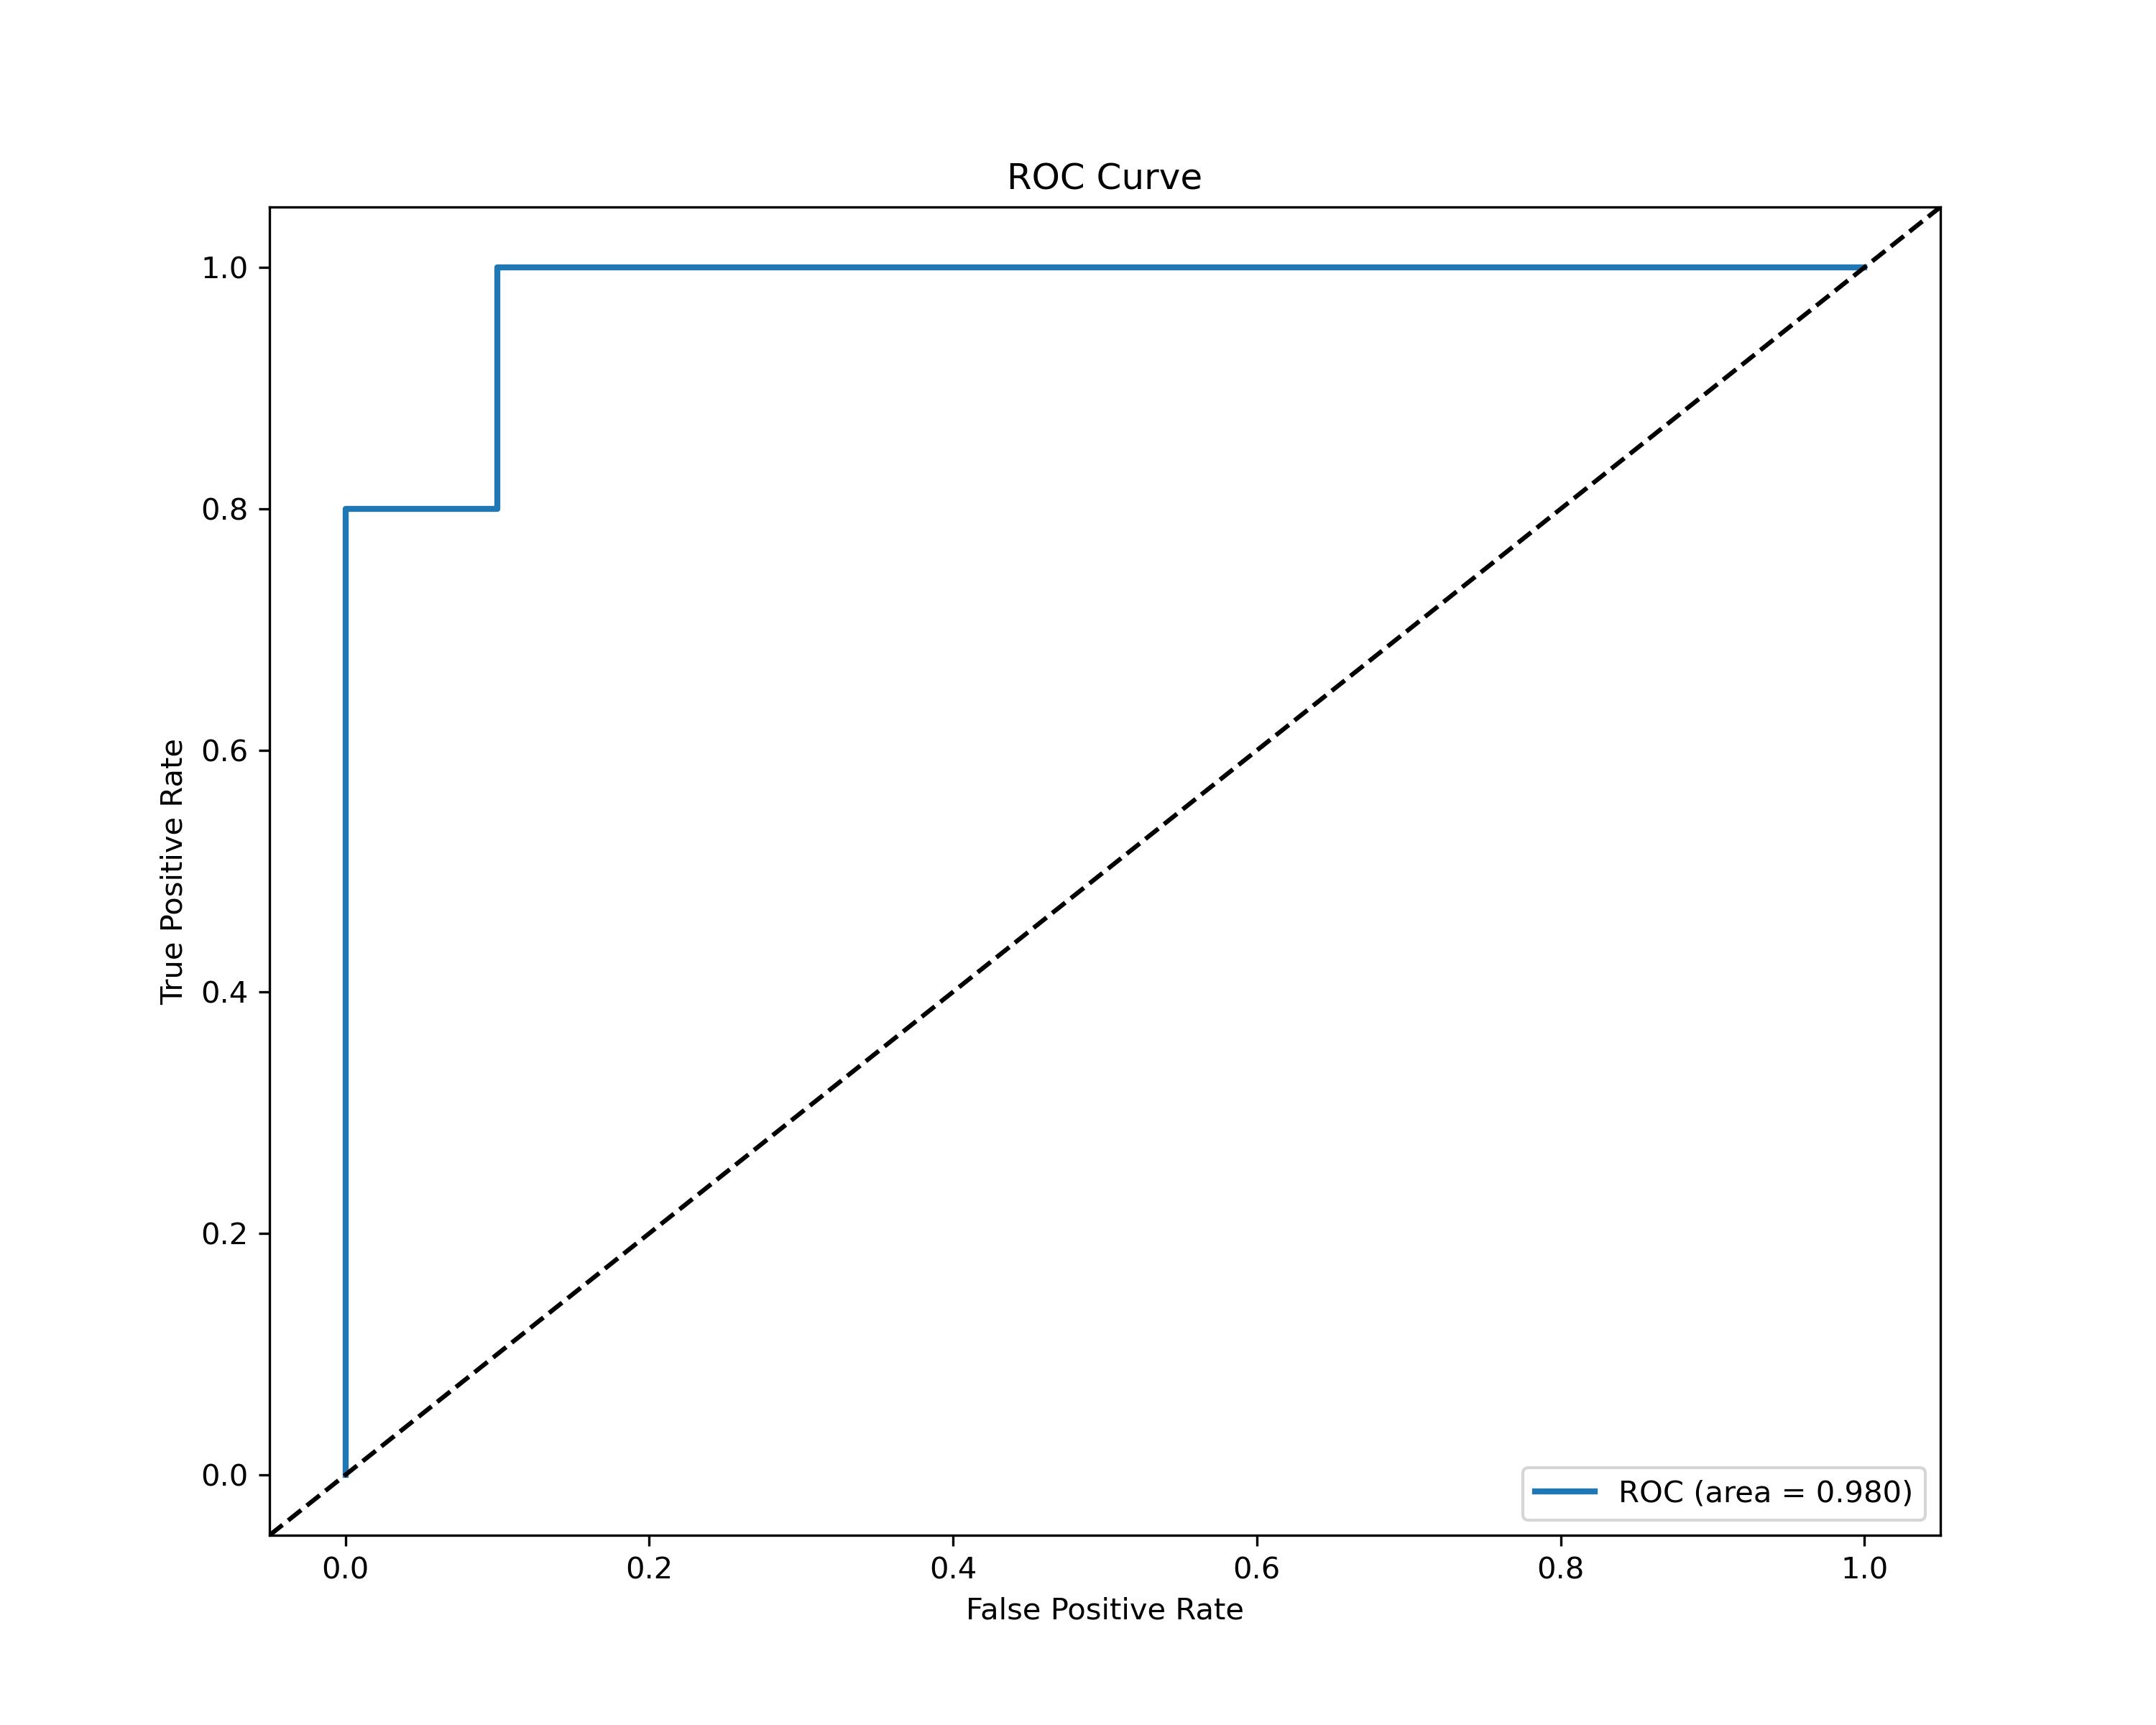 ROC Curve
1.0
0.8
0.6
0.4
0.2
0.0
True Positive Rate
ROC (area = 0.980)
0.0 0.2 0.4 0.6 0.8 1.0
False Positive Rate